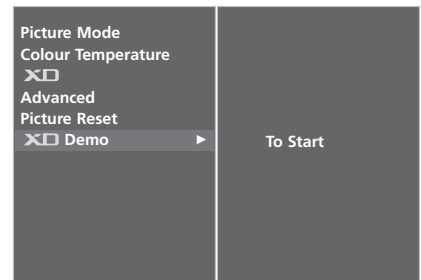 Picture Mode
Colour Temperature
XD
Advanced
Picture Reset
XD Demo ►
To Start